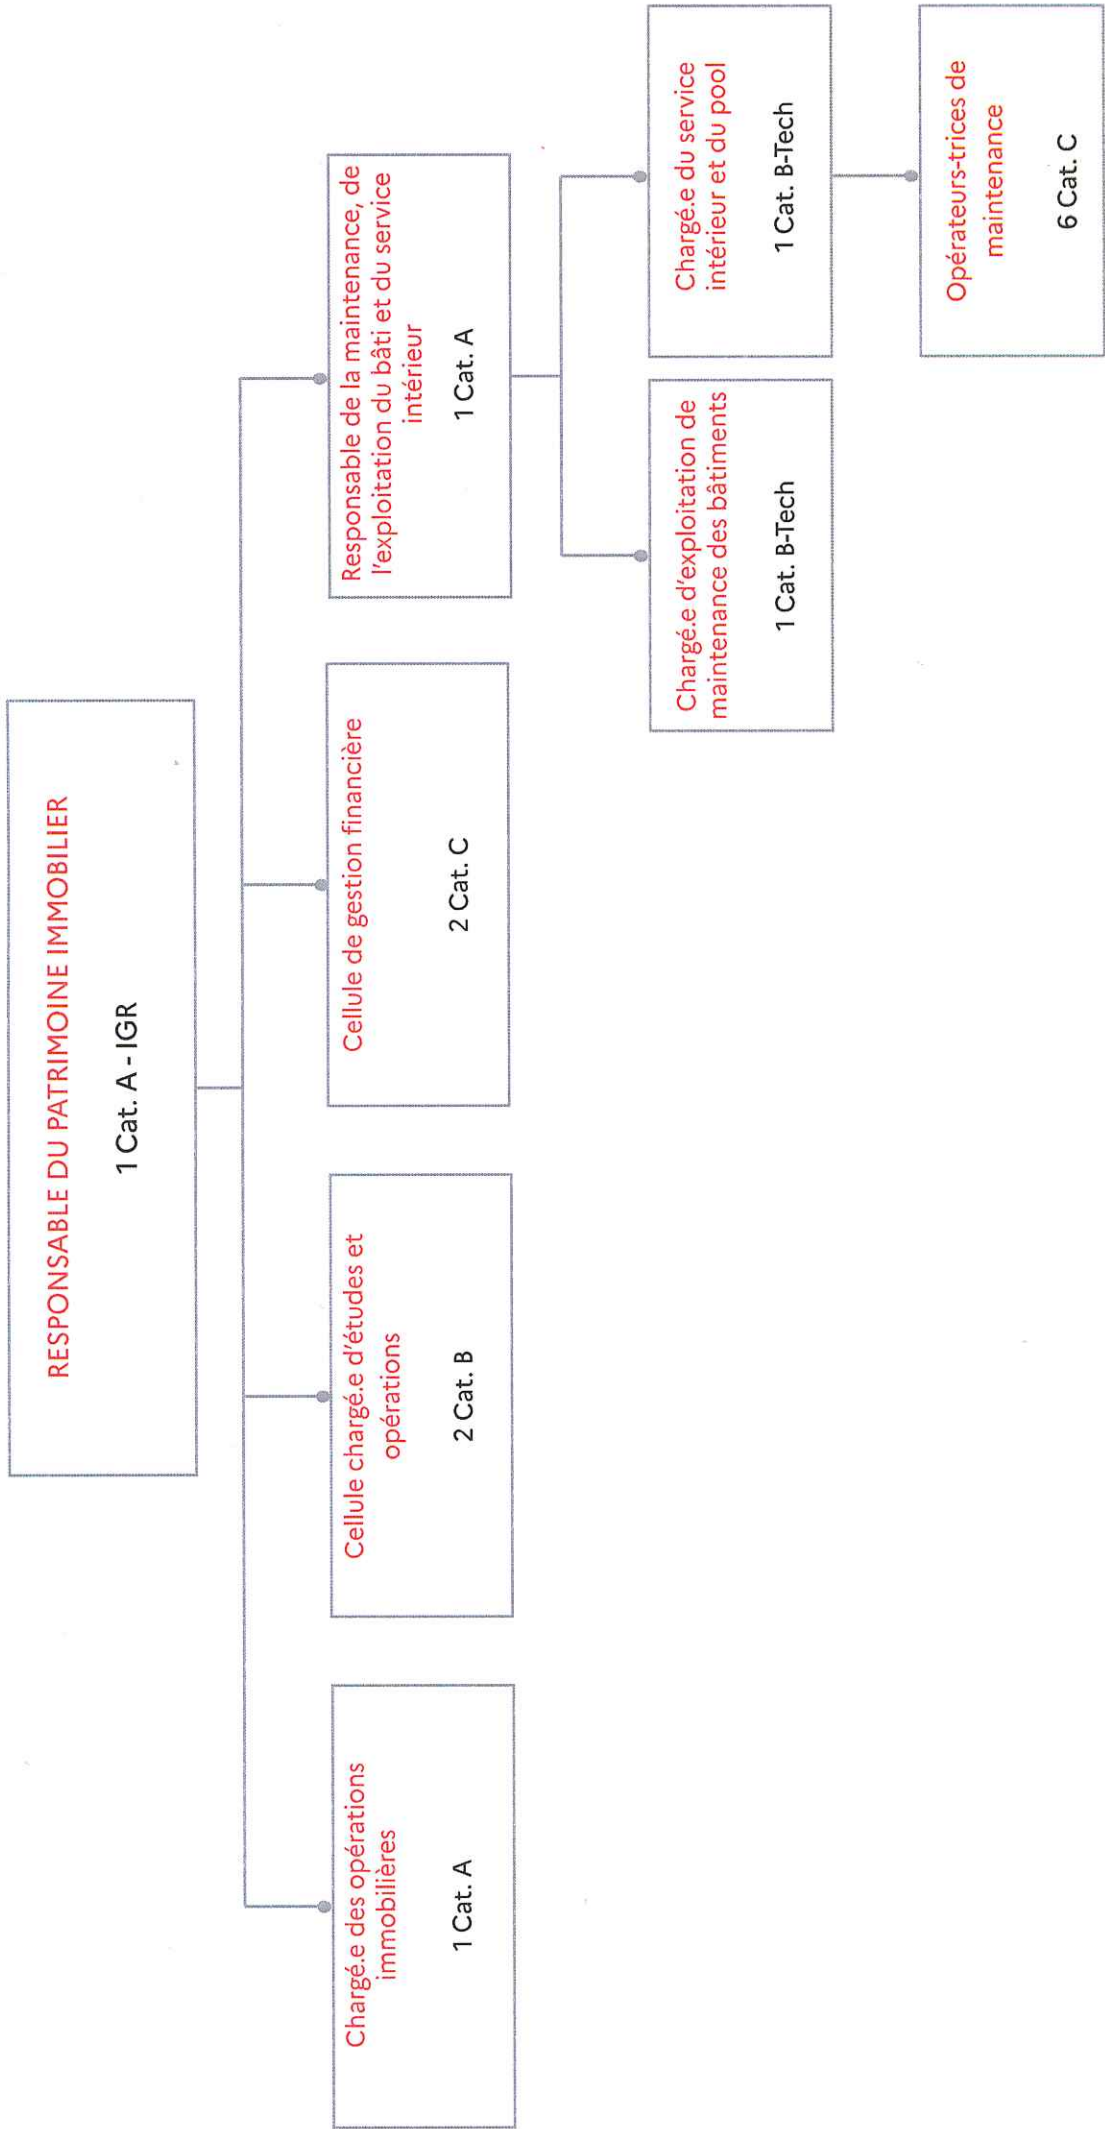 RESPONSABLE DU PATRIMOINE IMMOBILIER
1 Cat. A - IGR
Chargé.e des opérations
immobilières
1 Cat. A
Cellule chargé.e d'études et
opérations
2 Cat. B
Cellule de gestion financière
2 Cat. C
Responsable de la maintenance, de
l'exploitation du bâti et du service
intérieur
1 Cat. A
Chargé.e d'exploitation de
maintenance des bâtiments
1 Cat. B-Tech
Chargé.e du service
intérieur et du pool
1 Cat. B-Tech
Opérateurs-trices de
maintenance
6 Cat. C